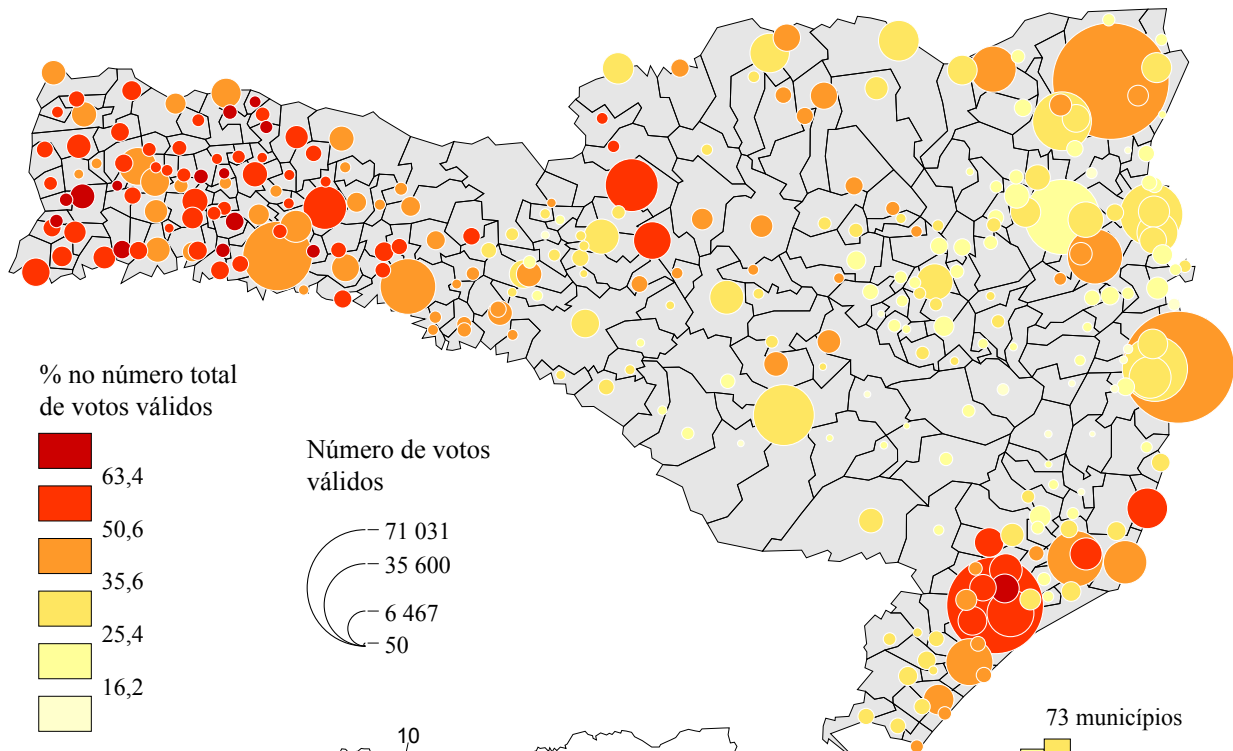 % no número total
de votos válidos
63,4
50,6
35,6
25,4
16,2
Número de votos
válidos
71 031
35 600
6 467
50
10
73 municípios